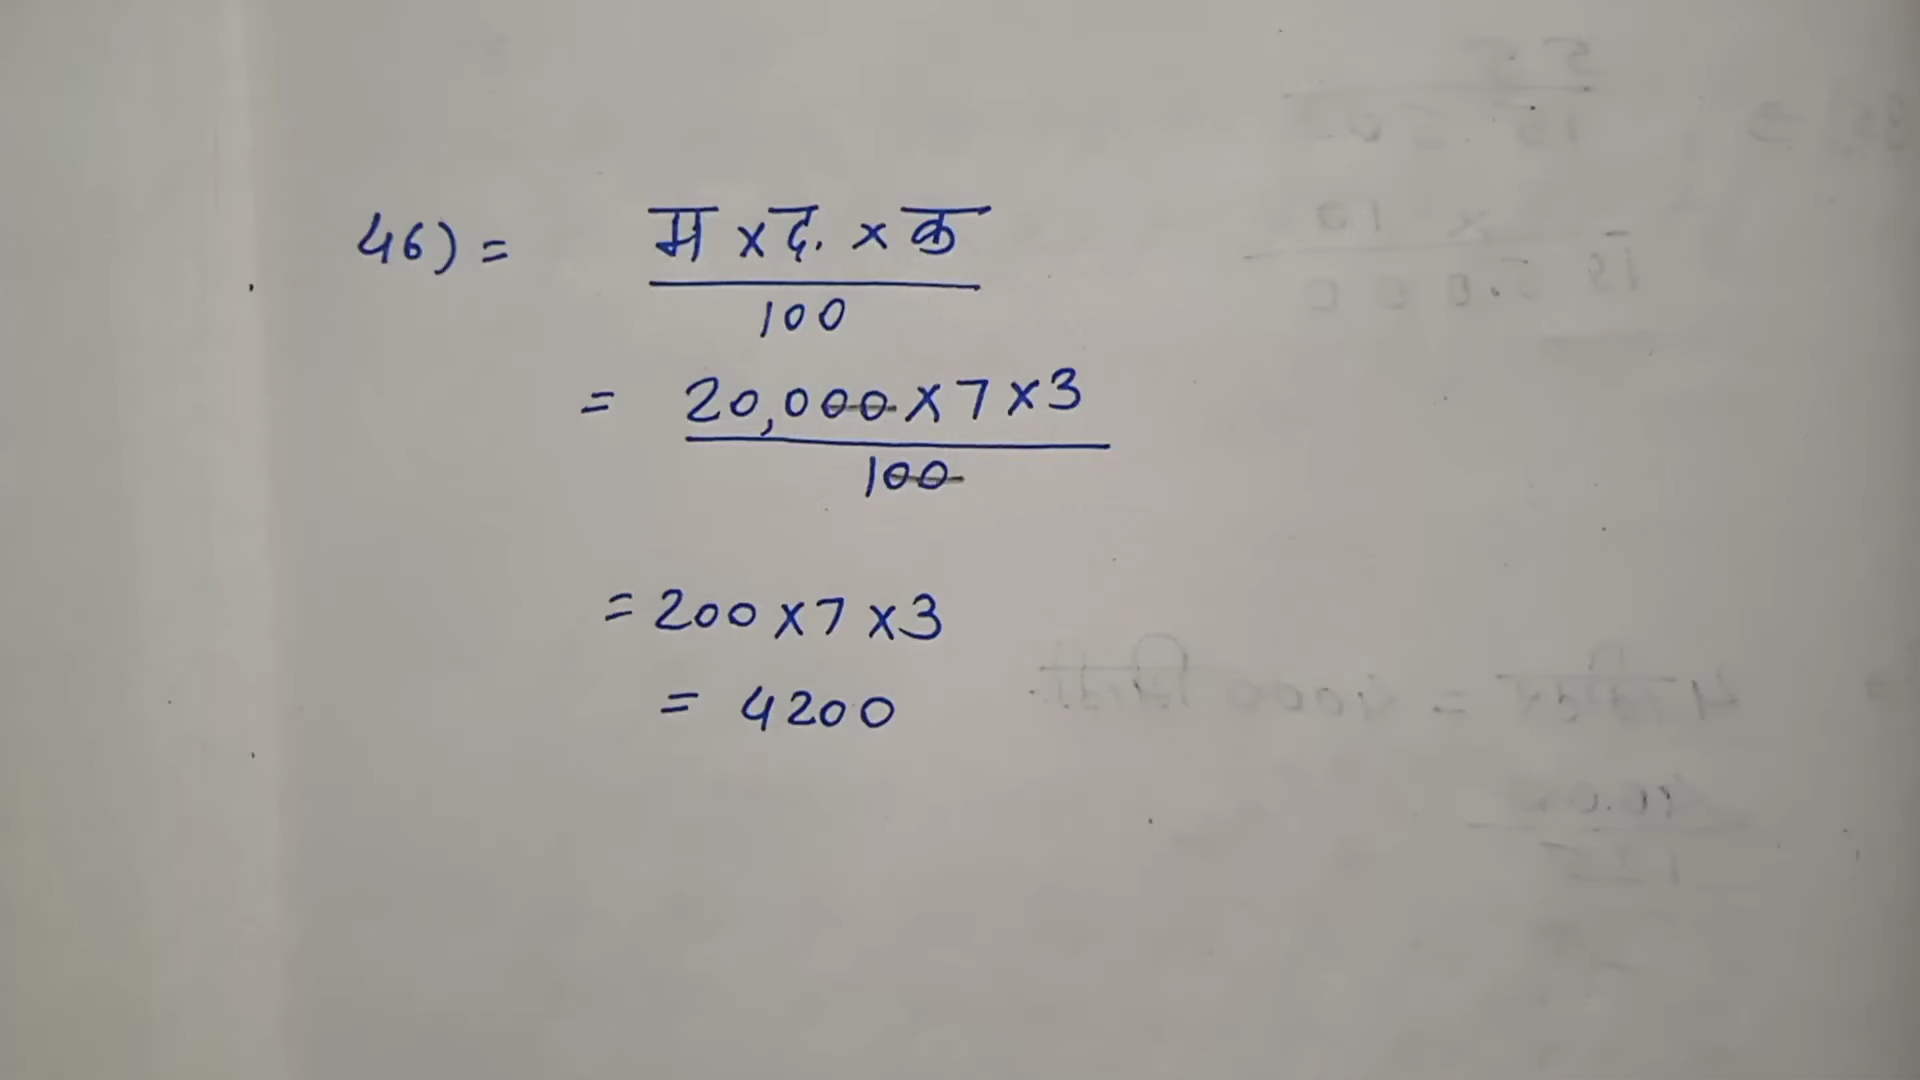 46) = म × द. × क
100
= 20,000 × 7 × 3
100
= 200 × 7 × 3
= 4200